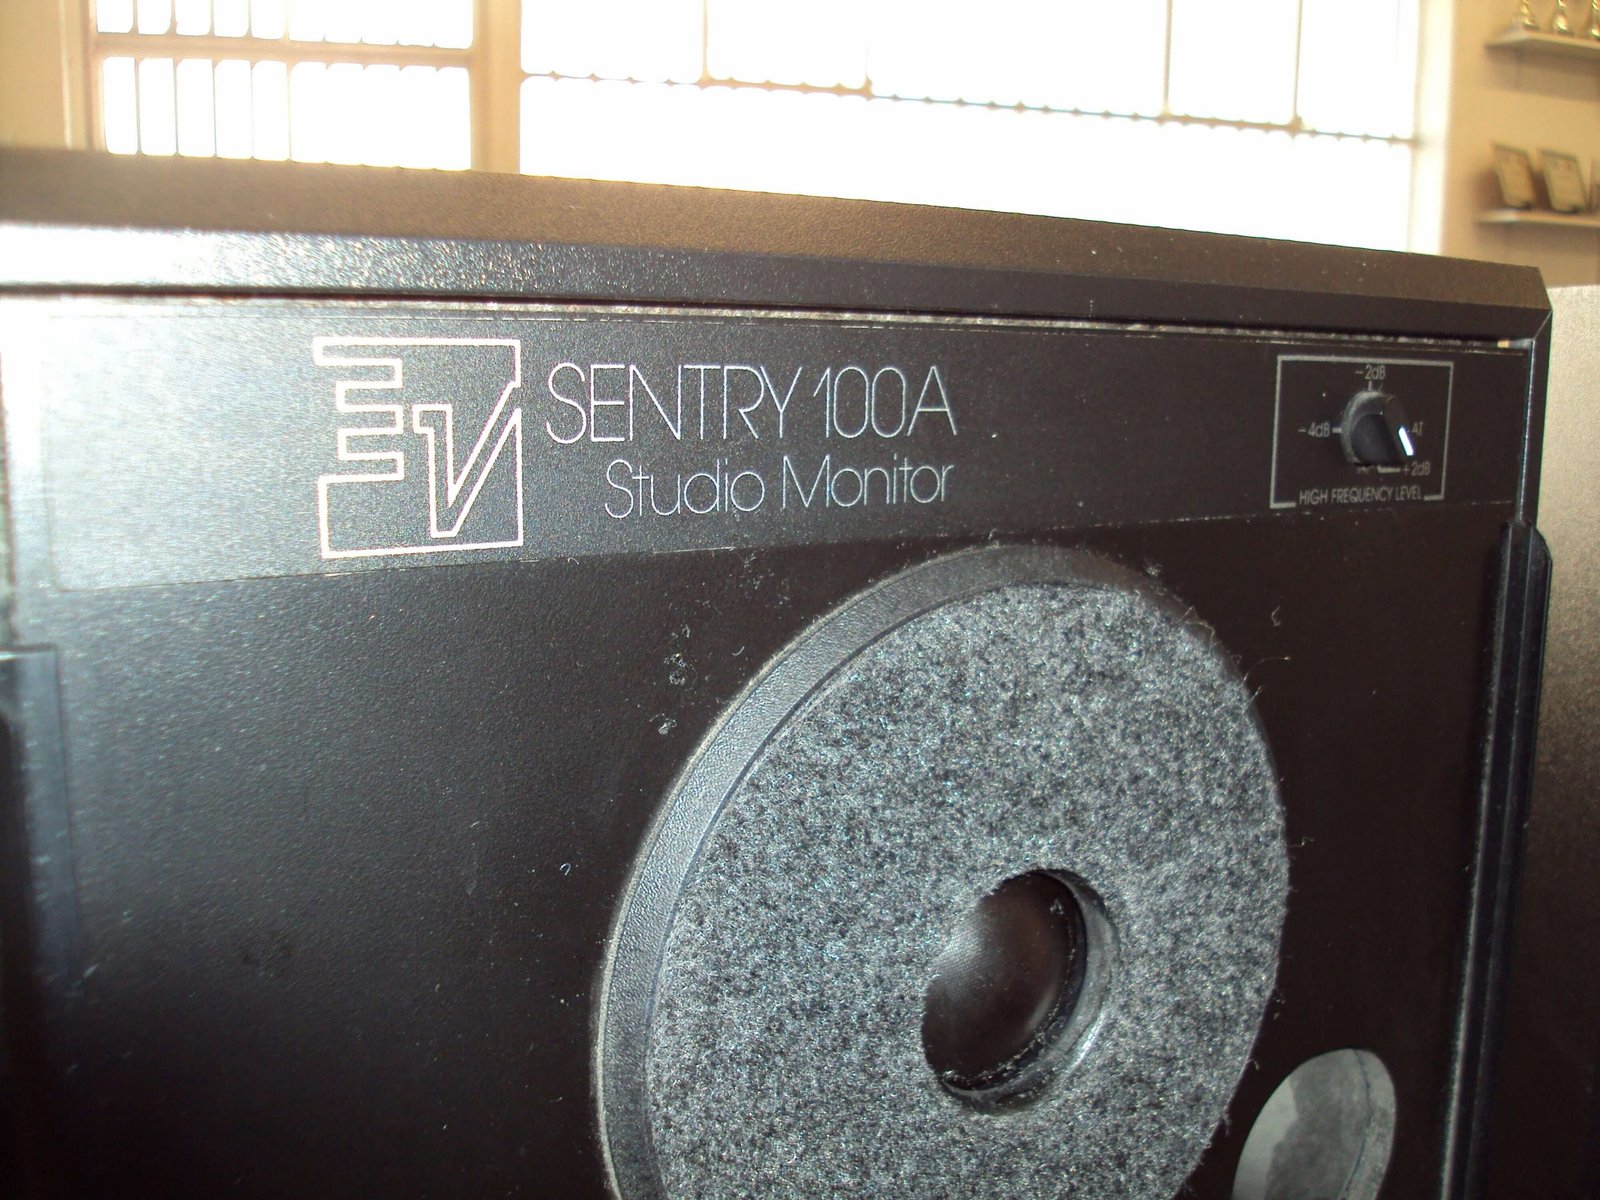 EV
SENTRY 100A
Studio Monitor
-2dB
-4dB
AT
+2dB
HIGH FREQUENCY LEVEL